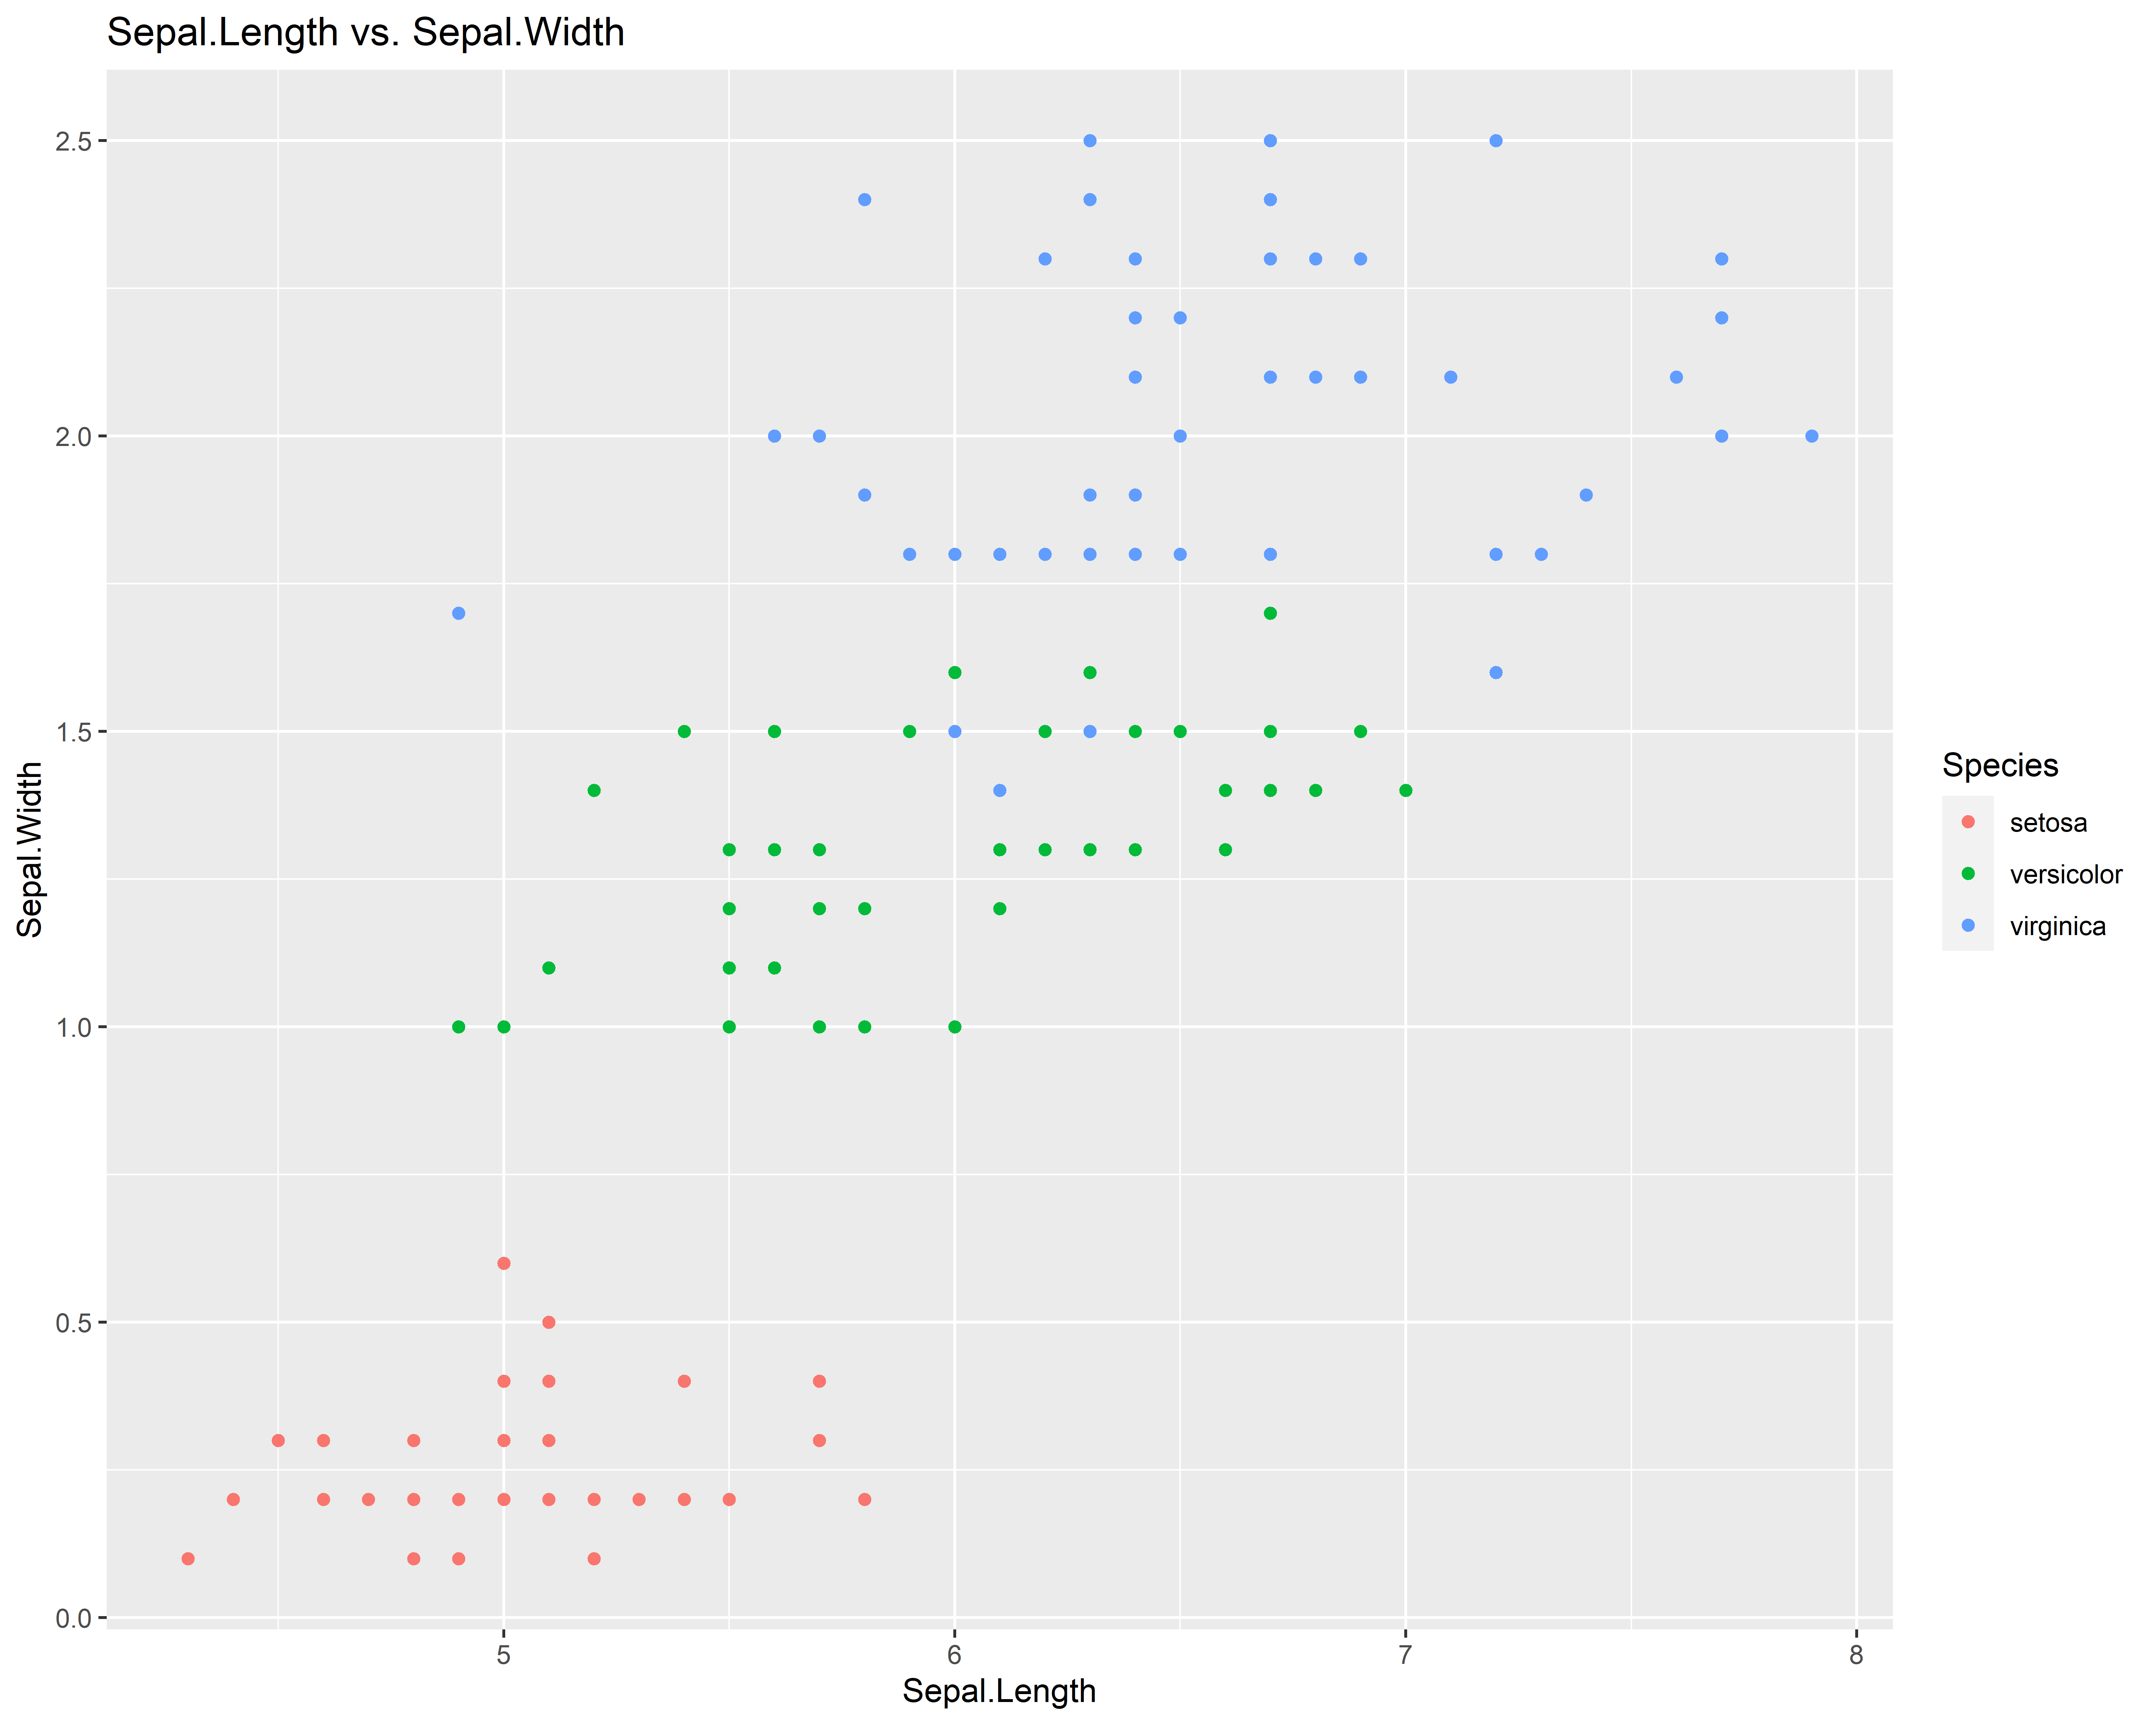 Sepal.Length vs. Sepal.Width
2.5
2.0
1.5
1.0
0.5
0.0
Sepal.Width
5 6 7 8
Sepal.Length
Species
setosa
versicolor
virginica